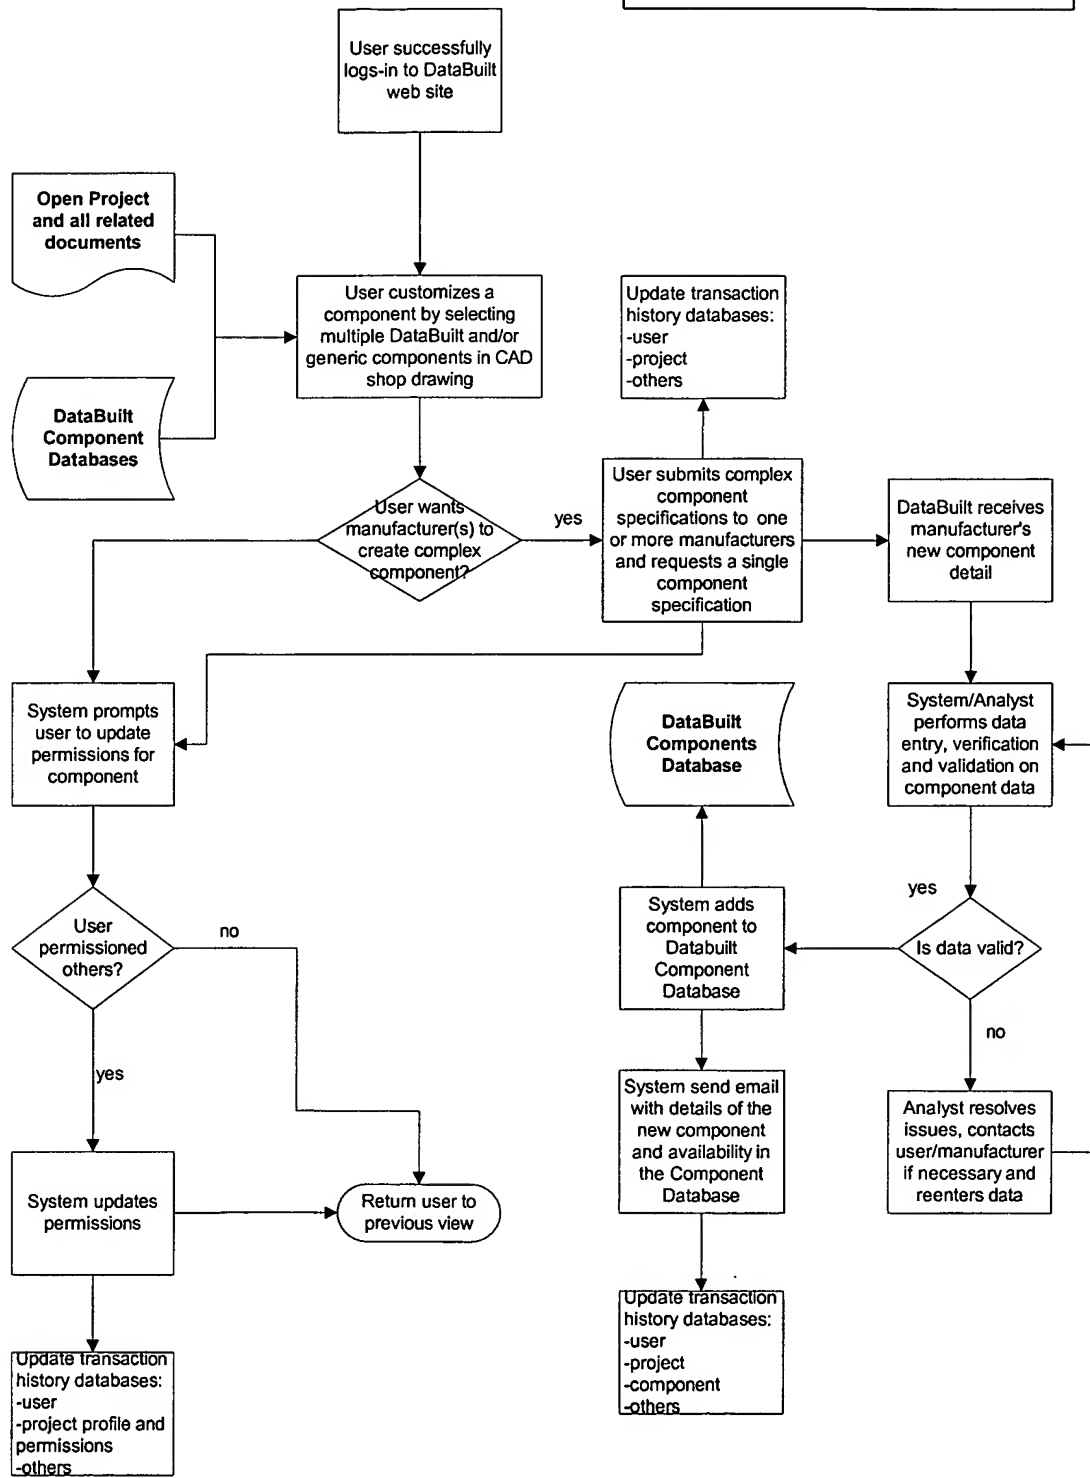 User successfully
logs-in to DataBuilt
web site
Open Project
and all related
documents
User customizes a
component by selecting
multiple DataBuilt and/or
generic components in CAD
shop drawing
Update transaction
history databases:
-user
-project
-others
DataBuilt
Component
Databases
User wants
manufacturer(s) to
create complex
component?
yes
User submits complex
component
specifications to one
or more manufacturers
and requests a single
component
specification
DataBuilt receives
manufacturer's
new component
detail
System prompts
user to update
permissions for
component
DataBuilt
Components
Database
System/Analyst
performs data
entry, verification
and validation on
component data
User
permissioned
others?
no
System adds
component to
Databuilt
Component
Database
yes
Is data valid?
no
yes
System send email
with details of the
new component
and availability in
the Component
Database
Analyst resolves
issues, contacts
user/manufacturer
if necessary and
reenters data
System updates
permissions
Return user to
previous view
Update transaction
history databases:
-user
-project
-component
-others
Update transaction
history databases:
-user
-project profile and
permissions
-others